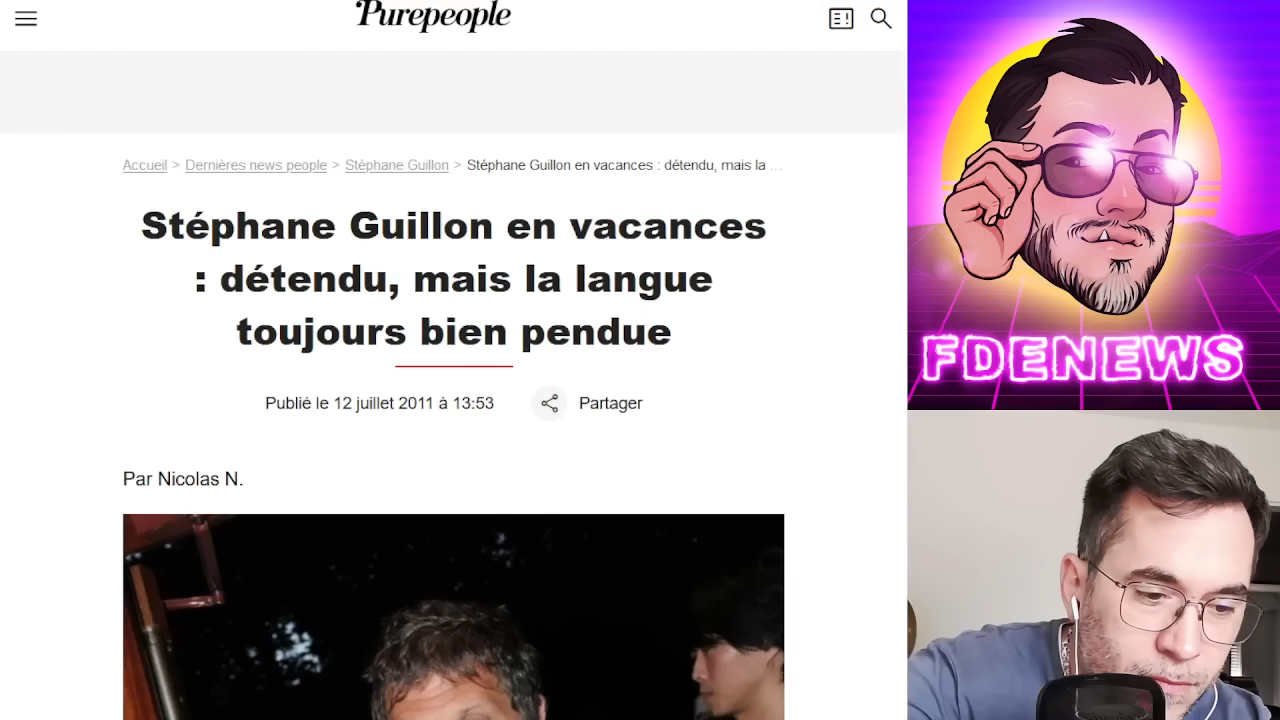 Purepeople
Accueil > Dernières news people > Stéphane Guillon > Stéphane Guillon en vacances : détendu, mais la ...
Stéphane Guillon en vacances
: détendu, mais la langue
toujours bien pendue
Publié le 12 juillet 2011 à 13:53
Partager
Par Nicolas N.
FDENEWS